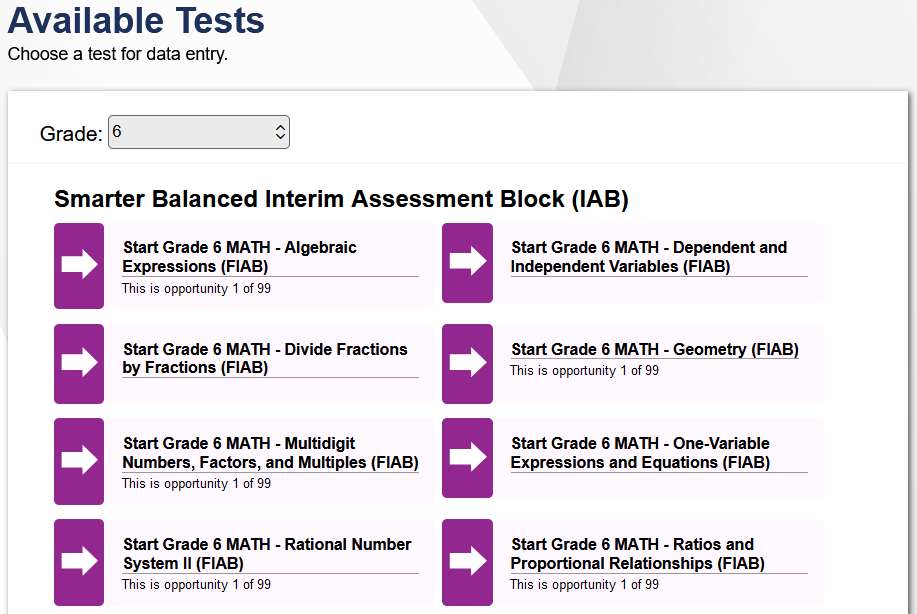 Available Tests
Choose a test for data entry.
Grade: 6
Smarter Balanced Interim Assessment Block (IAB)
Start Grade 6 MATH - Algebraic
Expressions (FIAB)
This is opportunity 1 of 99
Start Grade 6 MATH - Dependent and
Independent Variables (FIAB)
Start Grade 6 MATH - Divide Fractions
by Fractions (FIAB)
Start Grade 6 MATH - Geometry (FIAB)
This is opportunity 1 of 99
Start Grade 6 MATH - Multidigit
Numbers, Factors, and Multiples (FIAB)
This is opportunity 1 of 99
Start Grade 6 MATH - One-Variable
Expressions and Equations (FIAB)
Start Grade 6 MATH - Rational Number
System II (FIAB)
This is opportunity 1 of 99
Start Grade 6 MATH - Ratios and
Proportional Relationships (FIAB)
This is opportunity 1 of 99